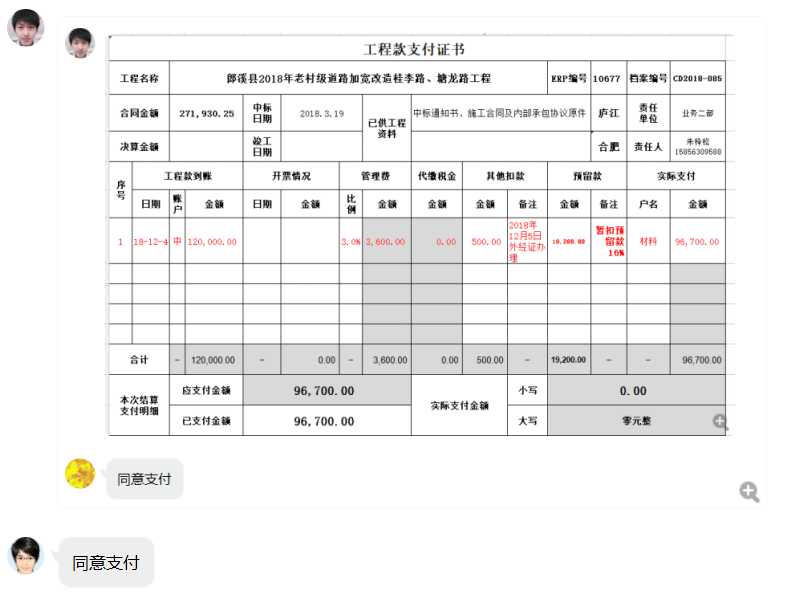 工程款支付证书
工程名称 郎溪县2018年老村级道路加宽改造桂李路、塘龙路工程 ERP编号 10677 档案编号 CD2018-085
合同金额 271,930.25 中标日期 2018.3.19 已供工程资料 中标通知书、施工合同及内部承包协议原件 庐江 责任单位 业务二部
决算金额 竣工日期 合肥 责任人 朱梓松 15856309588
序号 工程款到账 开票情况 管理费 代缴税金 其他扣款 预留款 实际支付
日期 账户 金额 日期 金额 比例 金额 金额 金额 备注 金额 备注 户名 金额
1 18-12-4 中 120,000.00 3.0% 3,600.00 0.00 500.00 2018年12月5日外经证办理 19,200.00 暂扣预留款16% 材料 96,700.00
合计 - 120,000.00 - 0.00 - 3,600.00 0.00 500.00 - 19,200.00 - - 96,700.00
本次结算支付明细 应支付金额 96,700.00 实际支付金额 小写 0.00
已支付金额 96,700.00 大写 零元整
同意支付
同意支付